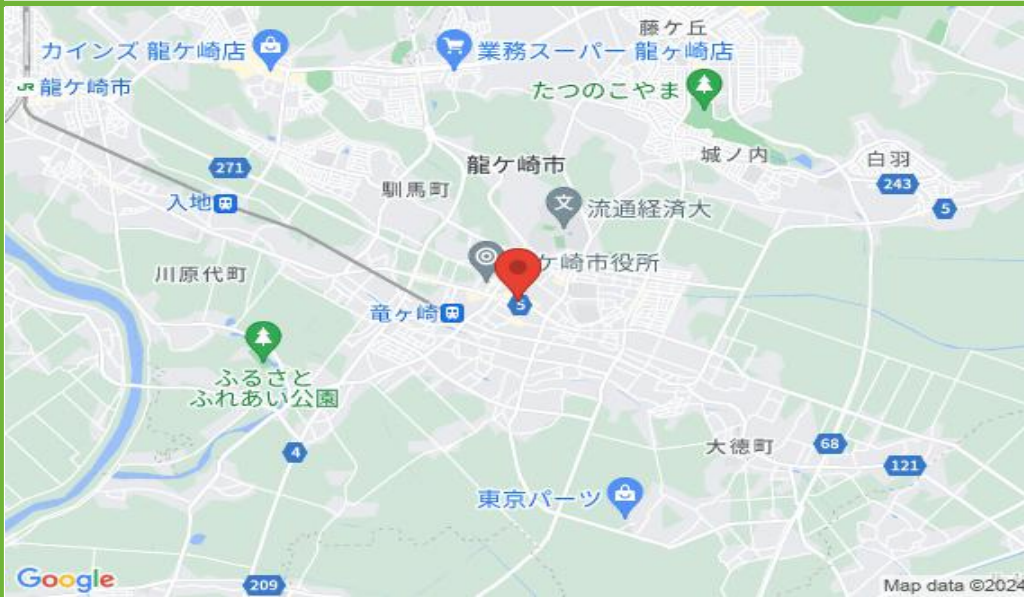 藤ケ丘
カインズ 龍ケ崎店
業務スーパー 龍ヶ崎店
JR 龍ケ崎市
たつのこやま
龍ケ崎市
城ノ内
白羽
271
馴馬町
243
入地
流通経済大
5
川原代町
ケ崎市役所
竜ヶ崎
5
ふるさと
ふれあい公園
4
大徳町
68
121
東京パーツ
209
Google
Map data ©2024